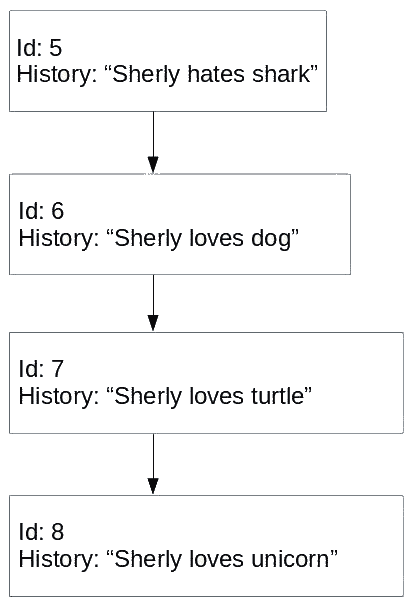 Id: 5
History: “Sherly hates shark”
Id: 6
History: “Sherly loves dog”
Id: 7
History: “Sherly loves turtle”
Id: 8
History: “Sherly loves unicorn”